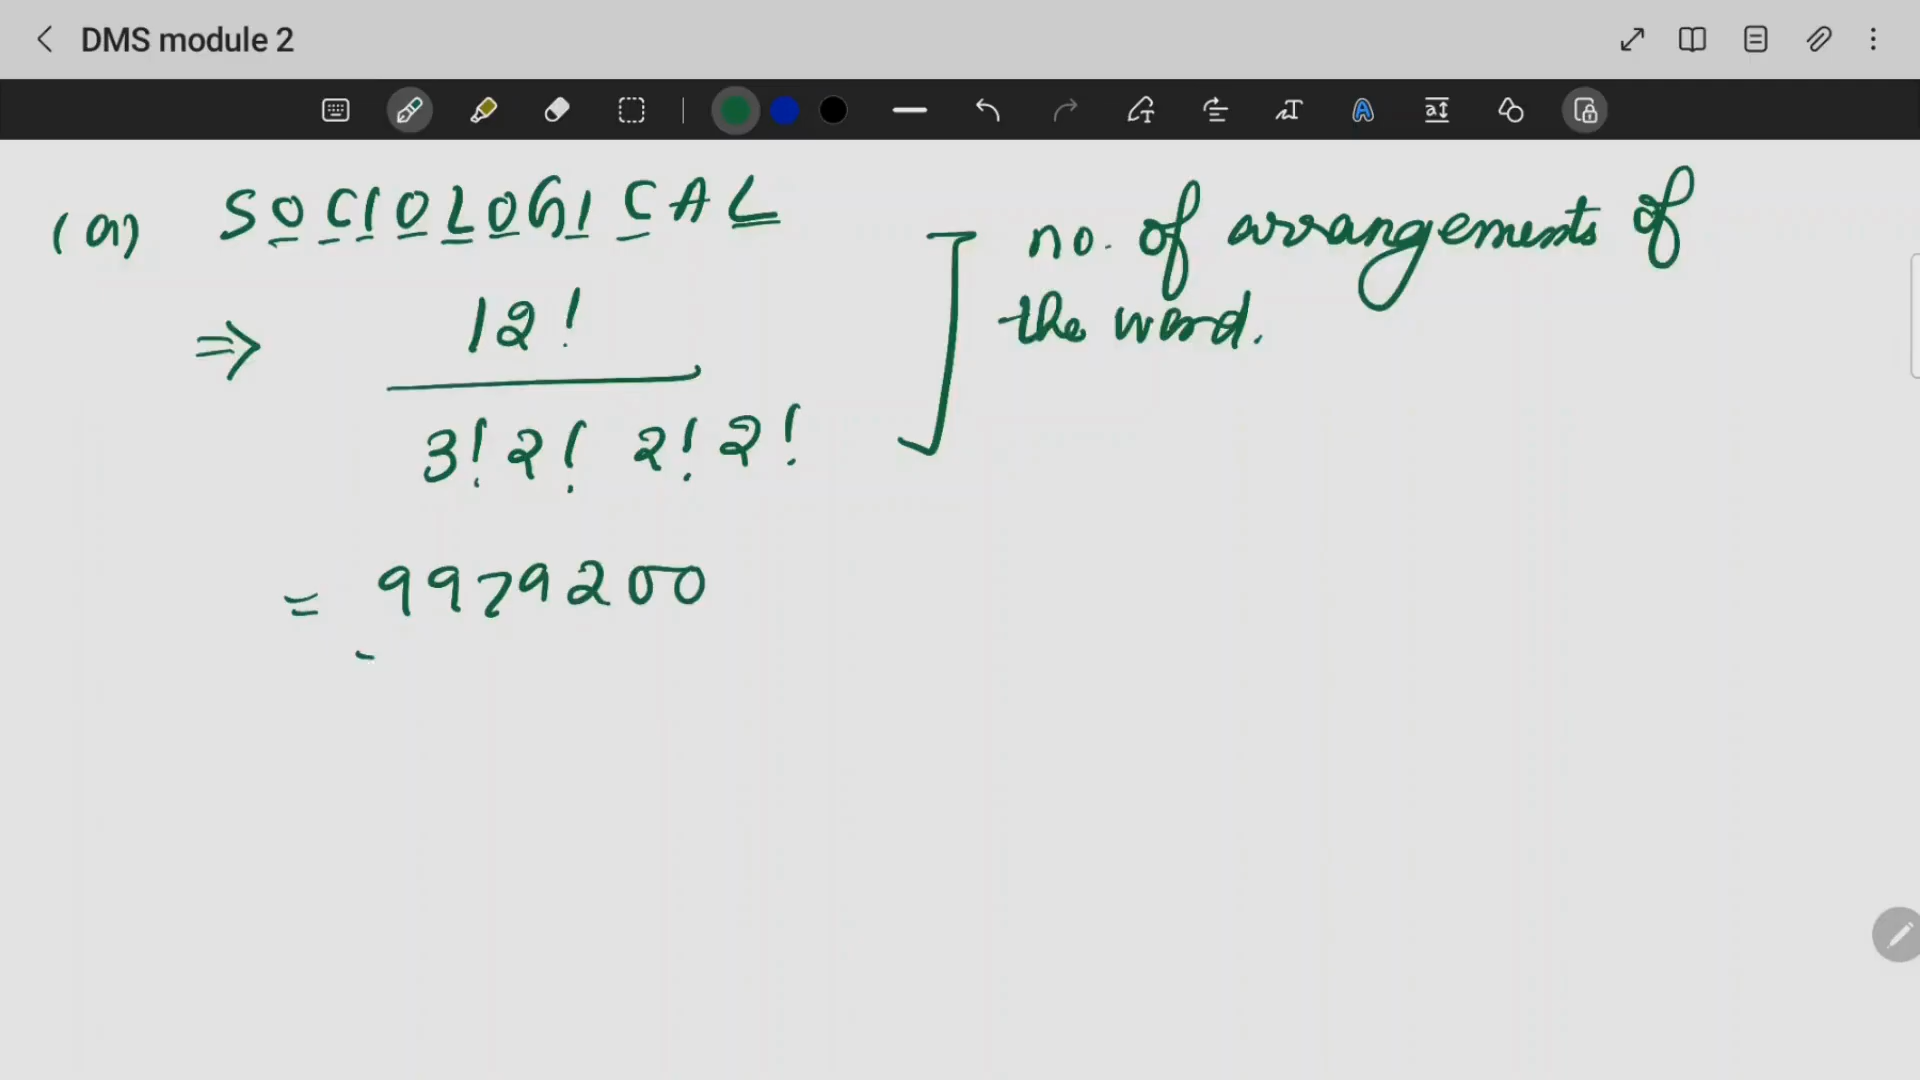 DMS module 2
(a) SOCIOLOGICAL
no. of arrangements of
the word.
⇒ 12!
3! 2! 2! 2!
= 9979200